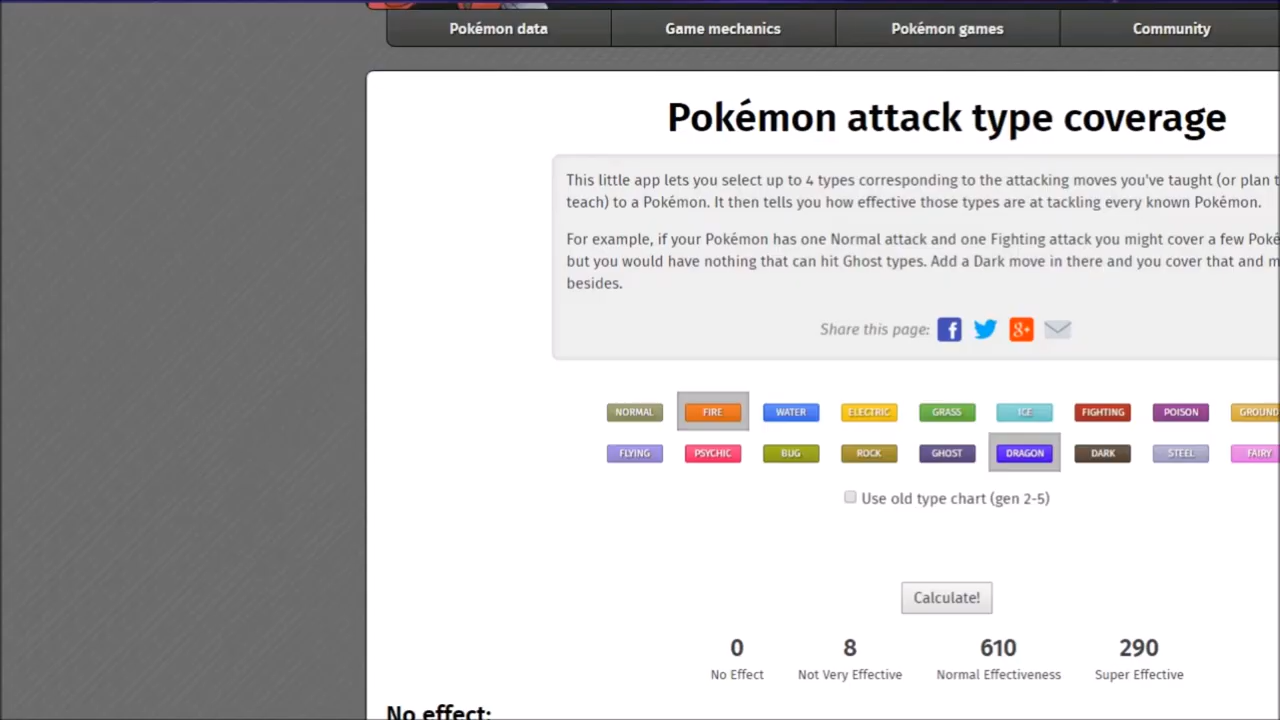 Pokémon data Game mechanics Pokémon games Community
Pokémon attack type coverage
This little app lets you select up to 4 types corresponding to the attacking moves you've taught (or plan t
teach) to a Pokémon. It then tells you how effective those types are at tackling every known Pokémon.
For example, if your Pokémon has one Normal attack and one Fighting attack you might cover a few Poké
but you would have nothing that can hit Ghost types. Add a Dark move in there and you cover that and m
besides.
Share this page:
NORMAL FIRE WATER ELECTRIC GRASS ICE FIGHTING POISON GROUND
FLYING PSYCHIC BUG ROCK GHOST DRAGON DARK STEEL FAIRY
Use old type chart (gen 2-5)
Calculate!
0 8 610 290
No Effect Not Very Effective Normal Effectiveness Super Effective
No effect: